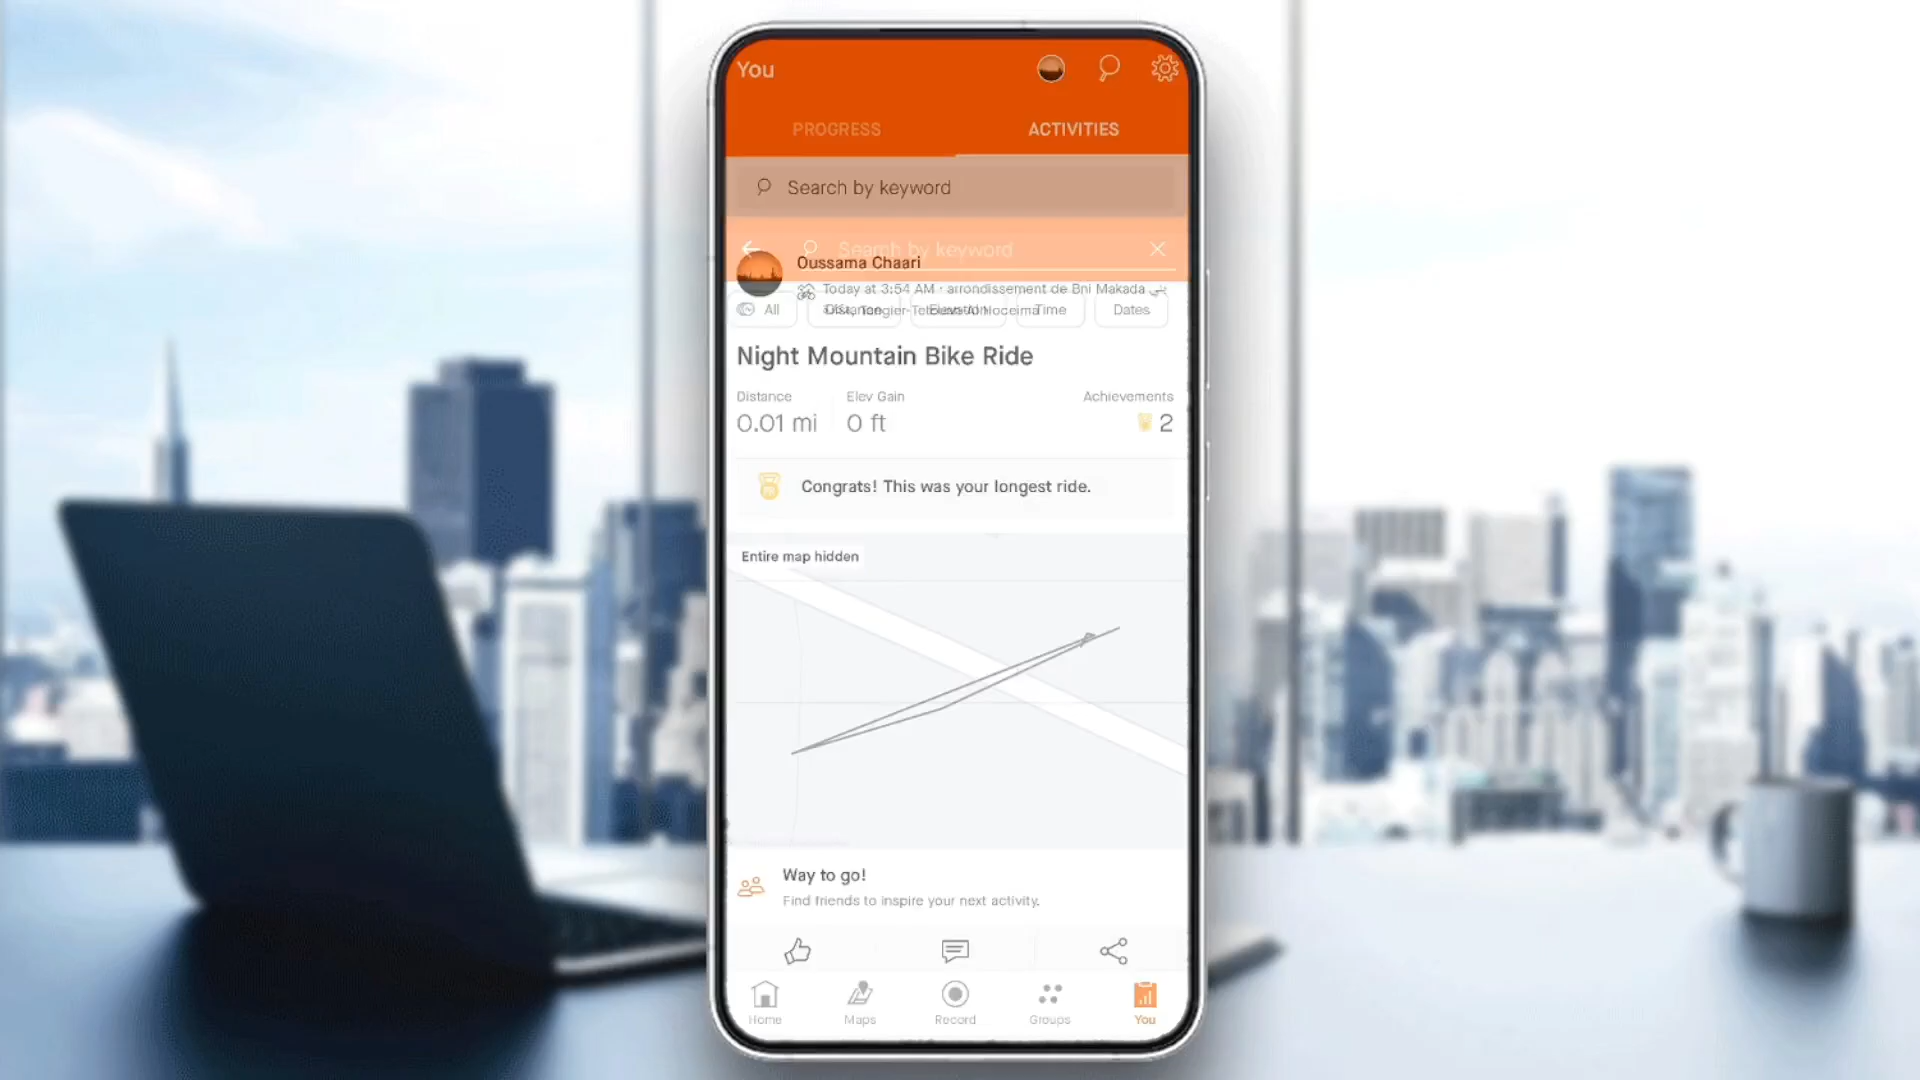 You
PROGRESS
ACTIVITIES
Search by keyword
Search by keyword
Oussama Chaari
Today at 3:54 AM · arrondissement de Bni Makada
Tangier-Tetouan-Al Hoceima
All
Distance
Elevation
Time
Dates
Night Mountain Bike Ride
Distance
Elev Gain
Achievements
0.01 mi
0 ft
2
Congrats! This was your longest ride.
Entire map hidden
Way to go!
Find friends to inspire your next activity.
Home
Maps
Record
Groups
You